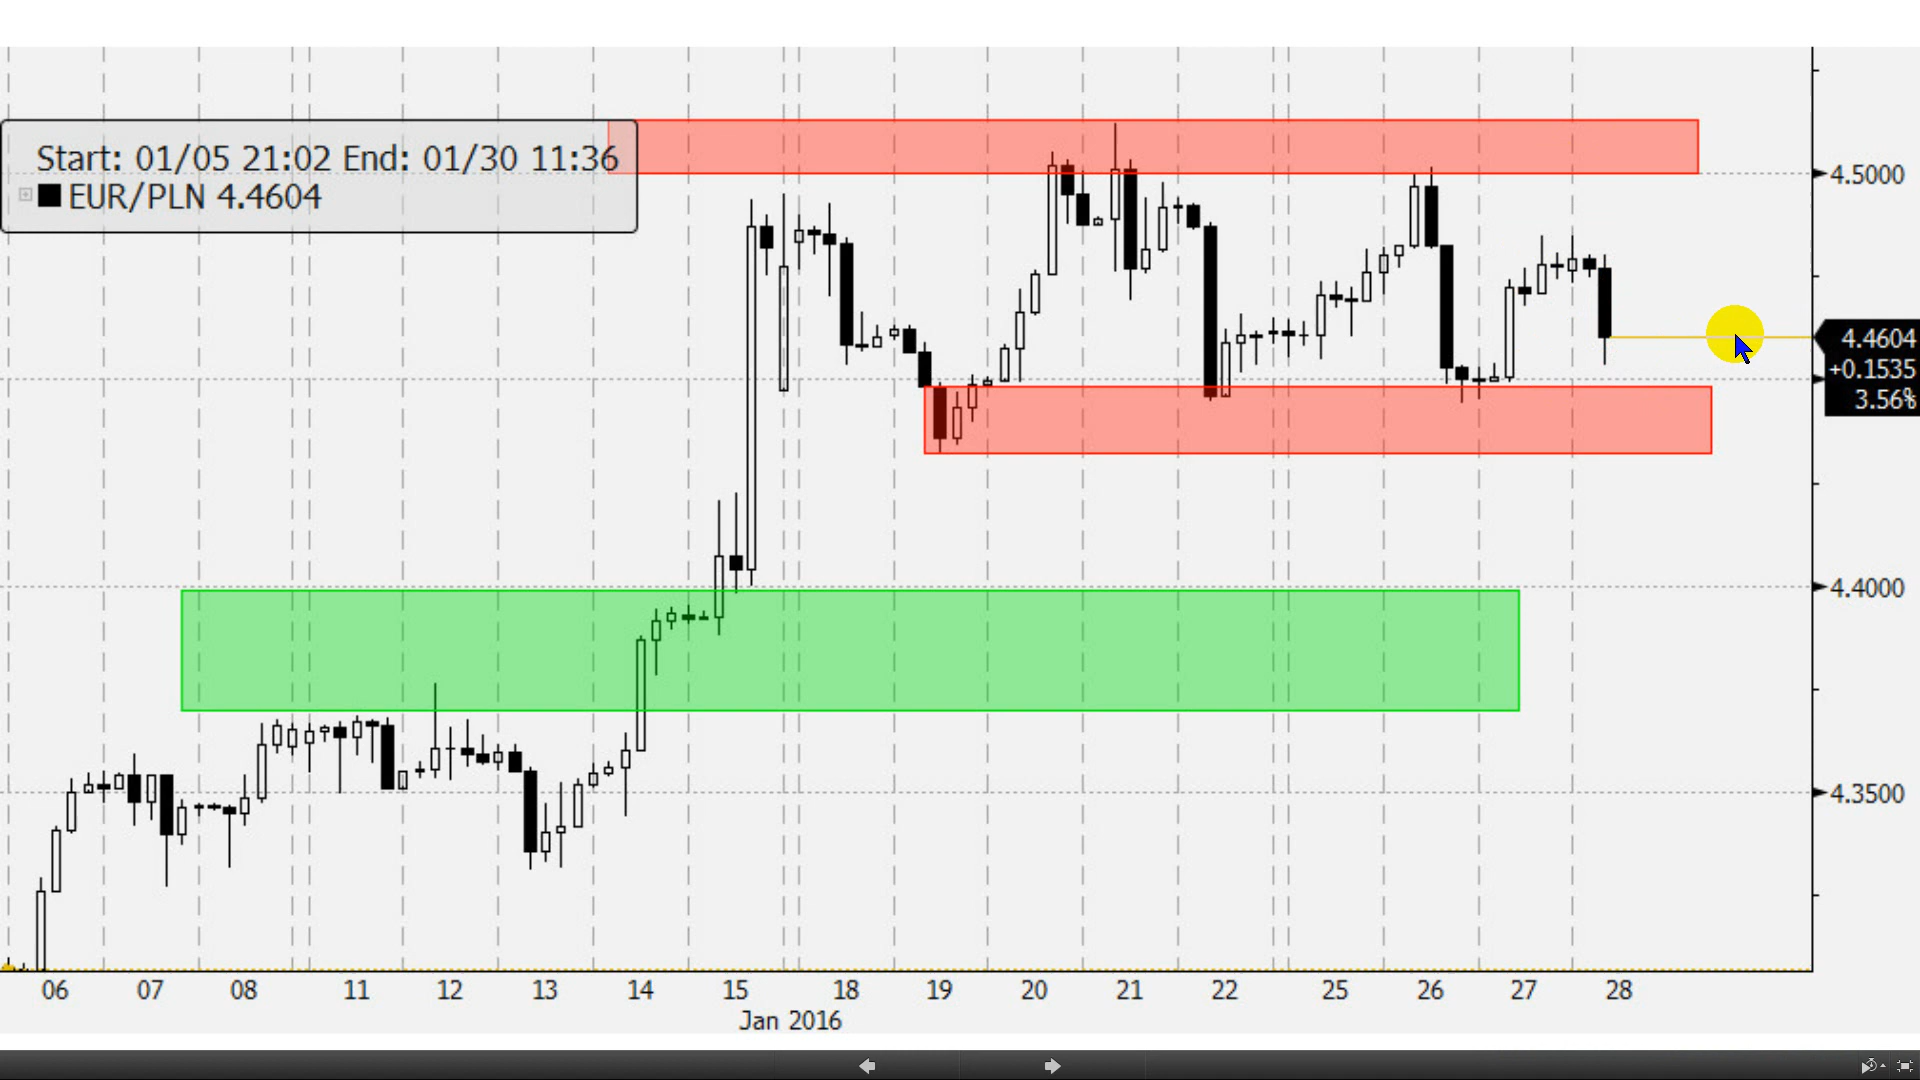 Start: 01/05 21:02 End: 01/30 11:36
EUR/PLN 4.4604
4.5000
4.4604
+0.1535
3.56%
4.4000
4.3500
06 07 08 11 12 13 14 15 18 19 20 21 22 25 26 27 28
Jan 2016